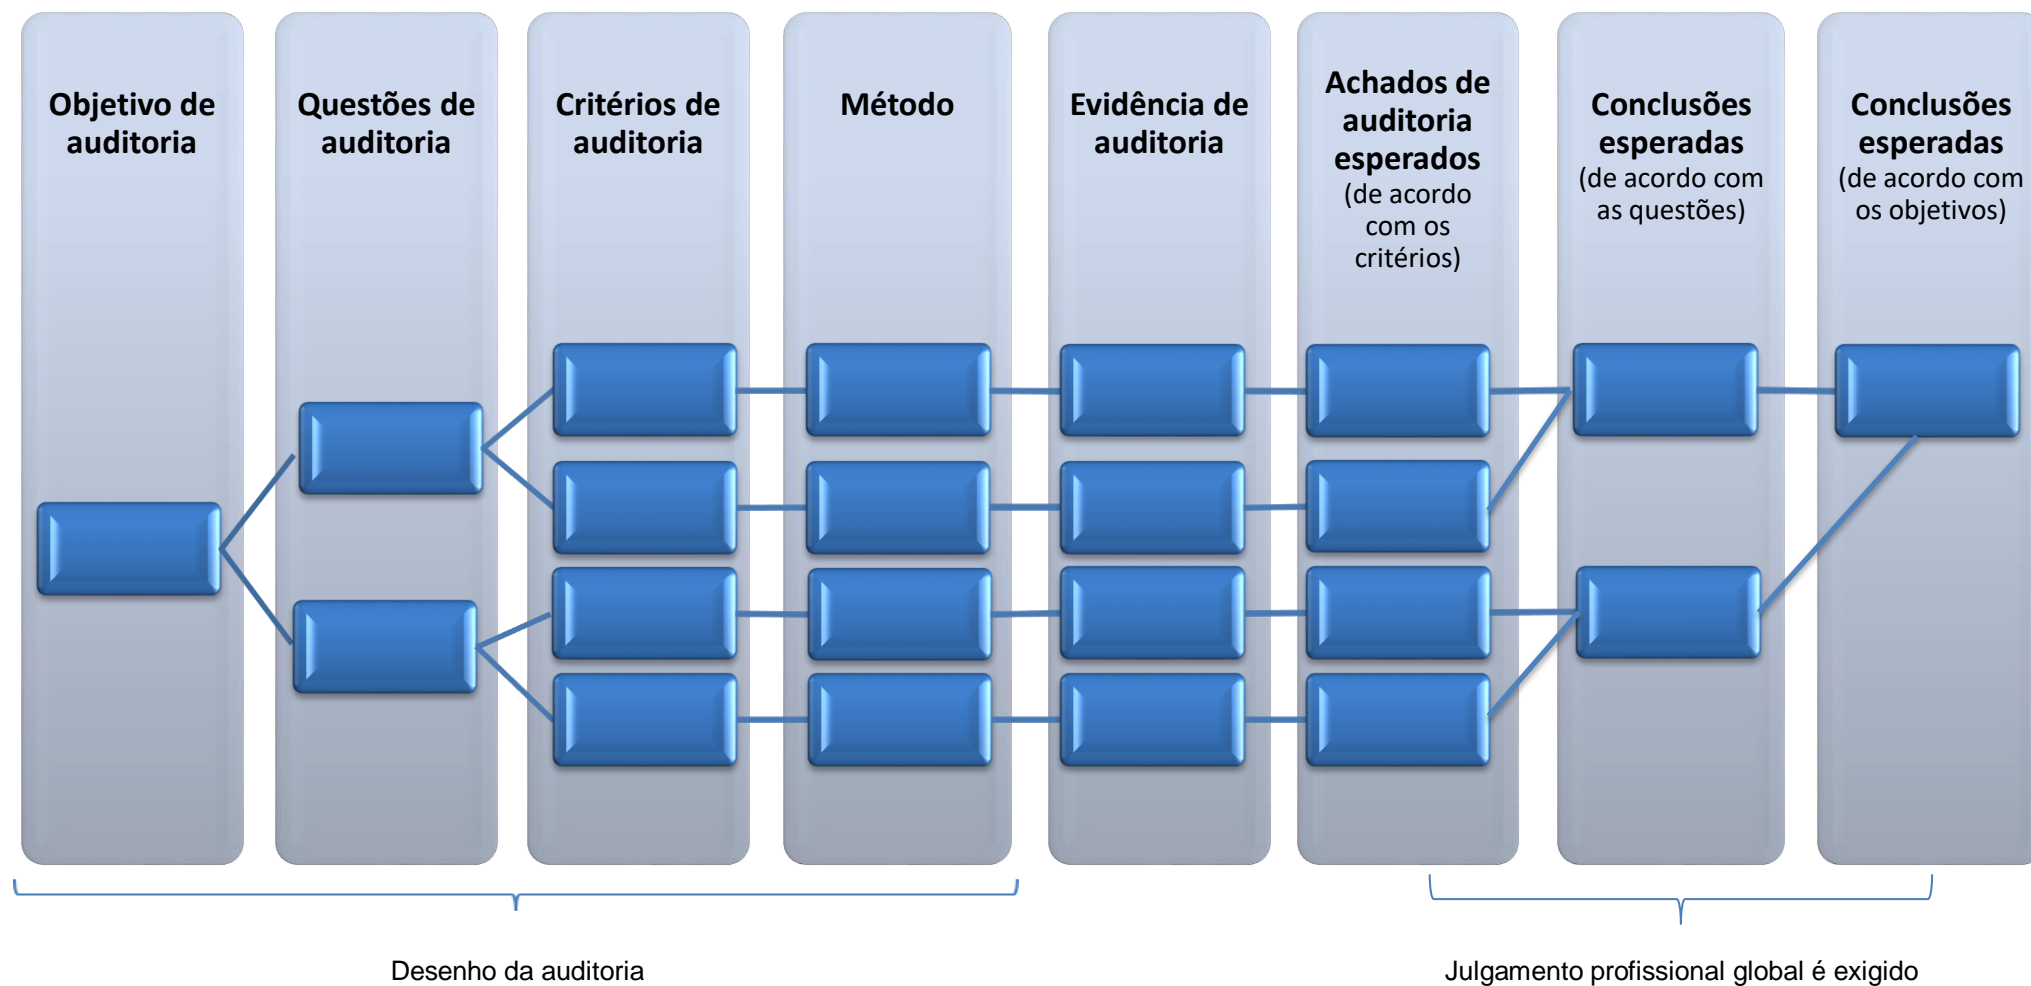 Objetivo de
auditoria
Questões de
auditoria
Critérios de
auditoria
Método
Evidência de
auditoria
Achados de
auditoria
esperados
(de acordo
com os
critérios)
Conclusões
esperadas
(de acordo com
as questões)
Conclusões
esperadas
(de acordo com
os objetivos)
Desenho da auditoria
Julgamento profissional global é exigido